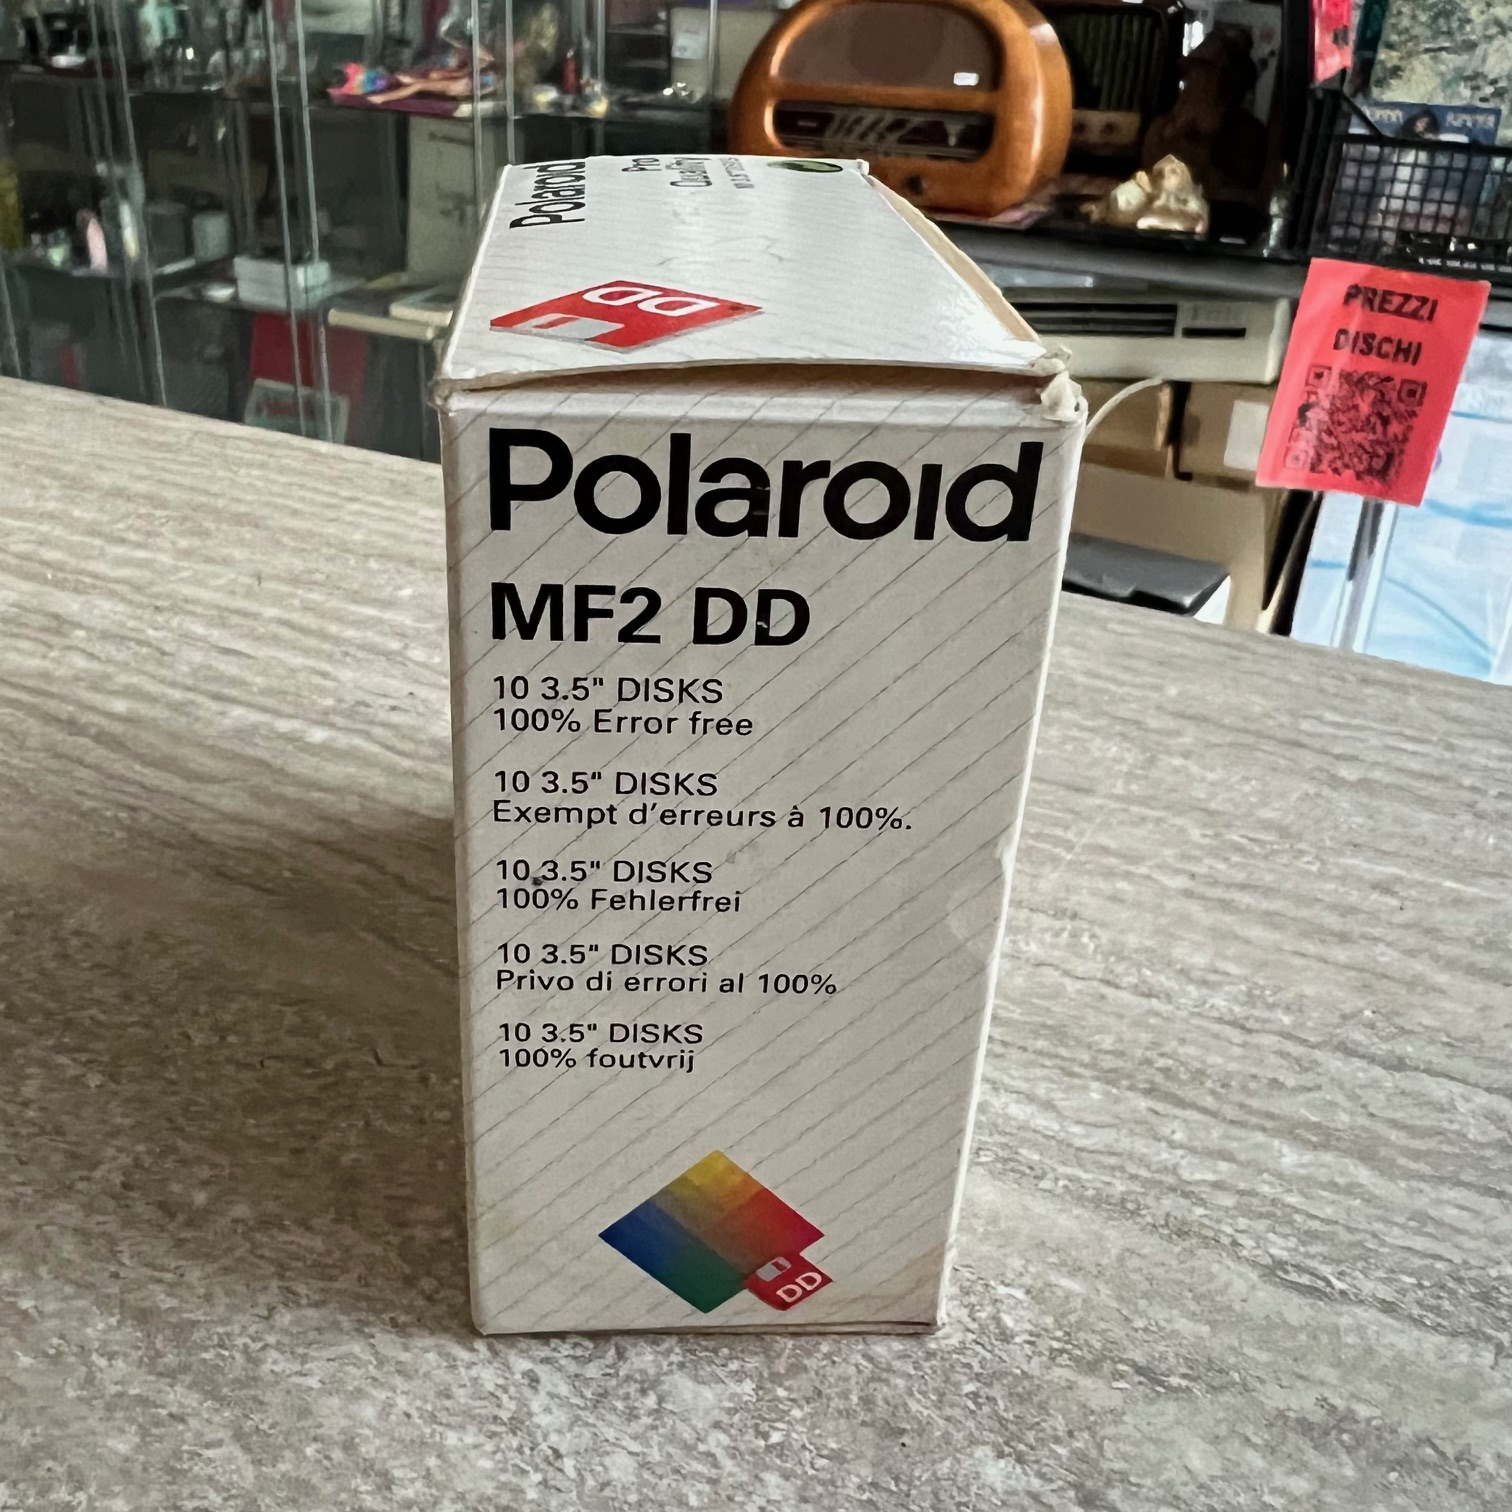 Polaroid
Pro
Quality
DD
Polaroid
MF2 DD
10 3.5" DISKS
100% Error free
10 3.5" DISKS
Exempt d'erreurs à 100%.
10 3.5" DISKS
100% Fehlerfrei
10 3.5" DISKS
Privo di errori al 100%
10 3.5" DISKS
100% foutvrij
DD
PREZZI
DISCHI